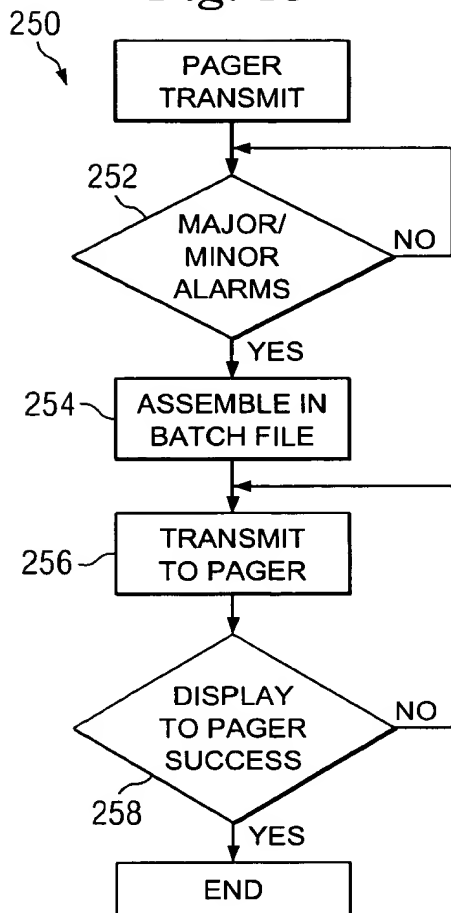 250
PAGER
TRANSMIT
252
MAJOR/
MINOR
ALARMS
NO
YES
254
ASSEMBLE IN
BATCH FILE
256
TRANSMIT
TO PAGER
DISPLAY
TO PAGER
SUCCESS
NO
258
YES
END